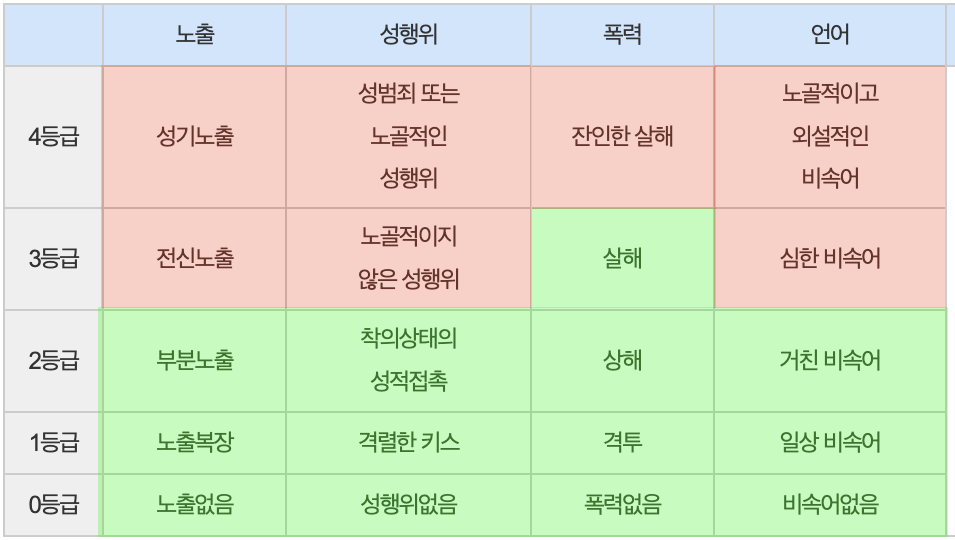 노출 성행위 폭력 언어
4등급 성기노출 성범죄 또는 노골적인 성행위 잔인한 살해 노골적이고 외설적인 비속어
3등급 전신노출 노골적이지 않은 성행위 살해 심한 비속어
2등급 부분노출 착의상태의 성적접촉 상해 거친 비속어
1등급 노출복장 격렬한 키스 격투 일상 비속어
0등급 노출없음 성행위없음 폭력없음 비속어없음